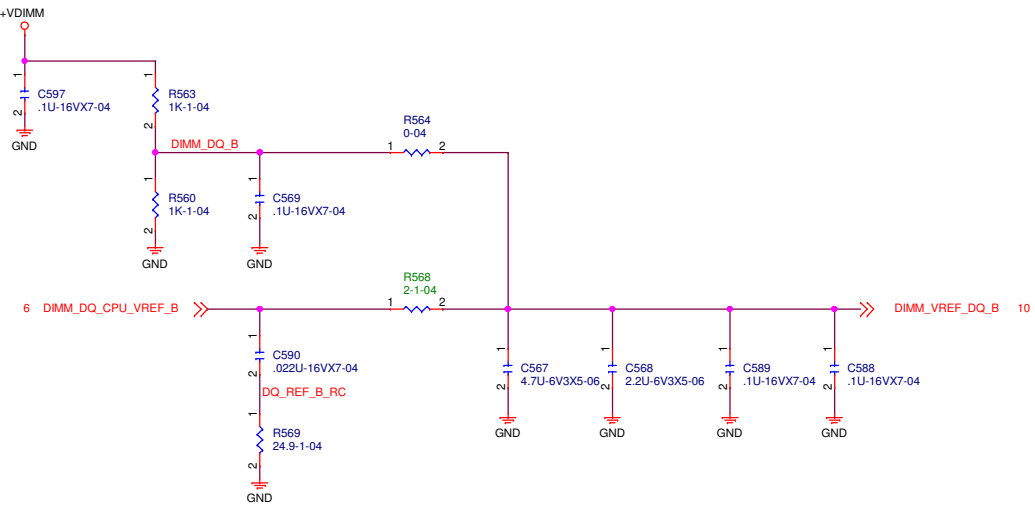 +VDIMM
1
C597
.1U-16VX7-04
2
GND
1
R563
1K-1-04
2
DIMM_DQ_B
R564
0-04
1
2
1
R560
1K-1-04
2
GND
1
C569
.1U-16VX7-04
2
GND
6
DIMM_DQ_CPU_VREF_B
R568
2-1-04
1
2
DIMM_VREF_DQ_B
10
1
C590
.022U-16VX7-04
2
DQ_REF_B_RC
1
R569
24.9-1-04
2
GND
1
C567
4.7U-6V3X5-06
2
GND
1
C568
2.2U-6V3X5-06
2
GND
1
C589
.1U-16VX7-04
2
GND
1
C588
.1U-16VX7-04
2
GND